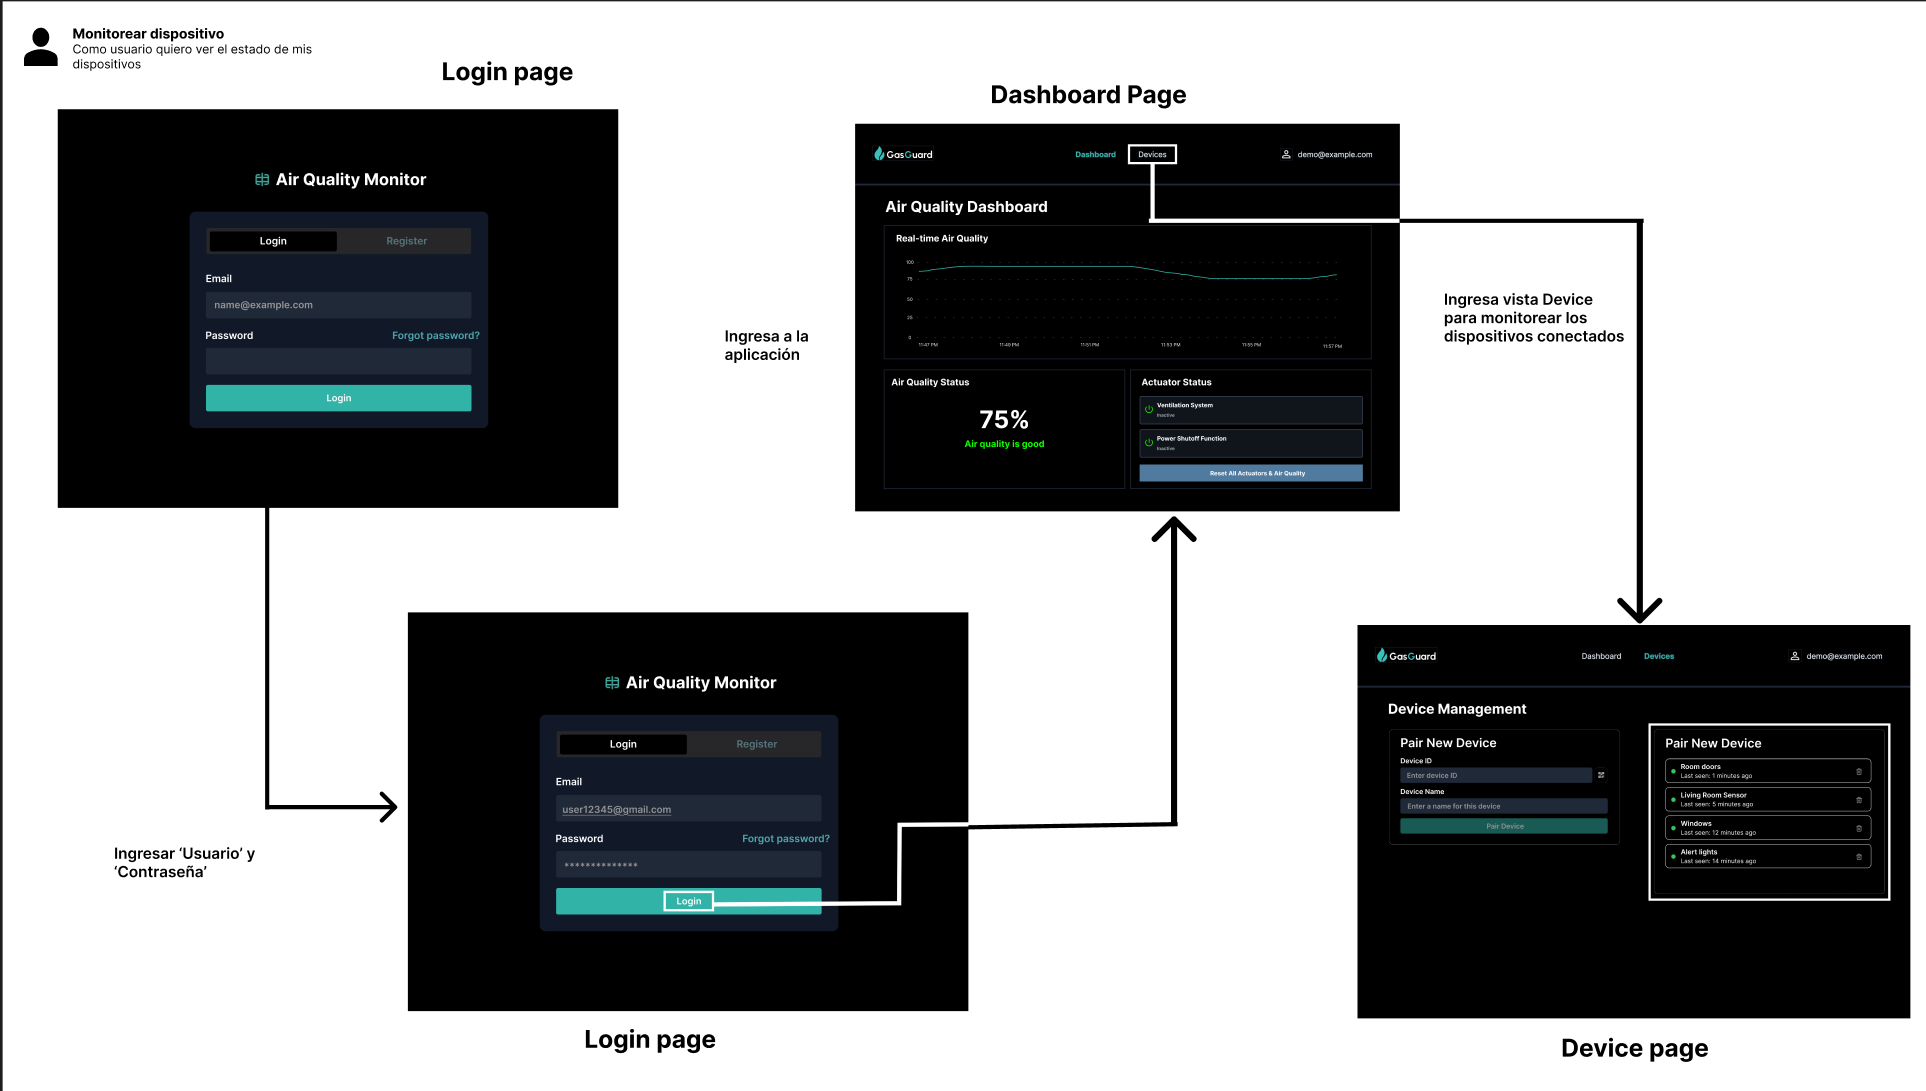 Monitorear dispositivo
Como usuario quiero ver el estado de mis
dispositivos
Login page
Air Quality Monitor
Login
Register
Email
name@example.com
Password
Forgot password?
Login
Ingresar ‘Usuario’ y
‘Contraseña’
Air Quality Monitor
Login
Register
Email
user12345@gmail.com
Password
Forgot password?
**************
Login
Login page
Ingresa a la
aplicación
Dashboard Page
GasGuard
Dashboard
Devices
demo@example.com
Air Quality Dashboard
Real-time Air Quality
100
75
50
25
0
11:47 PM
11:49 PM
11:51 PM
11:53 PM
11:55 PM
11:57 PM
Air Quality Status
75%
Air quality is good
Actuator Status
Ventilation System
Inactive
Power Shutoff Function
Inactive
Reset All Actuators & Air Quality
Ingresa vista Device
para monitorear los
dispositivos conectados
GasGuard
Dashboard
Devices
demo@example.com
Device Management
Pair New Device
Device ID
Enter device ID
Device Name
Enter a name for this device
Pair Device
Pair New Device
Room doors
Last seen: 1 minutes ago
Living Room Sensor
Last seen: 5 minutes ago
Windows
Last seen: 12 minutes ago
Alert lights
Last seen: 14 minutes ago
Device page